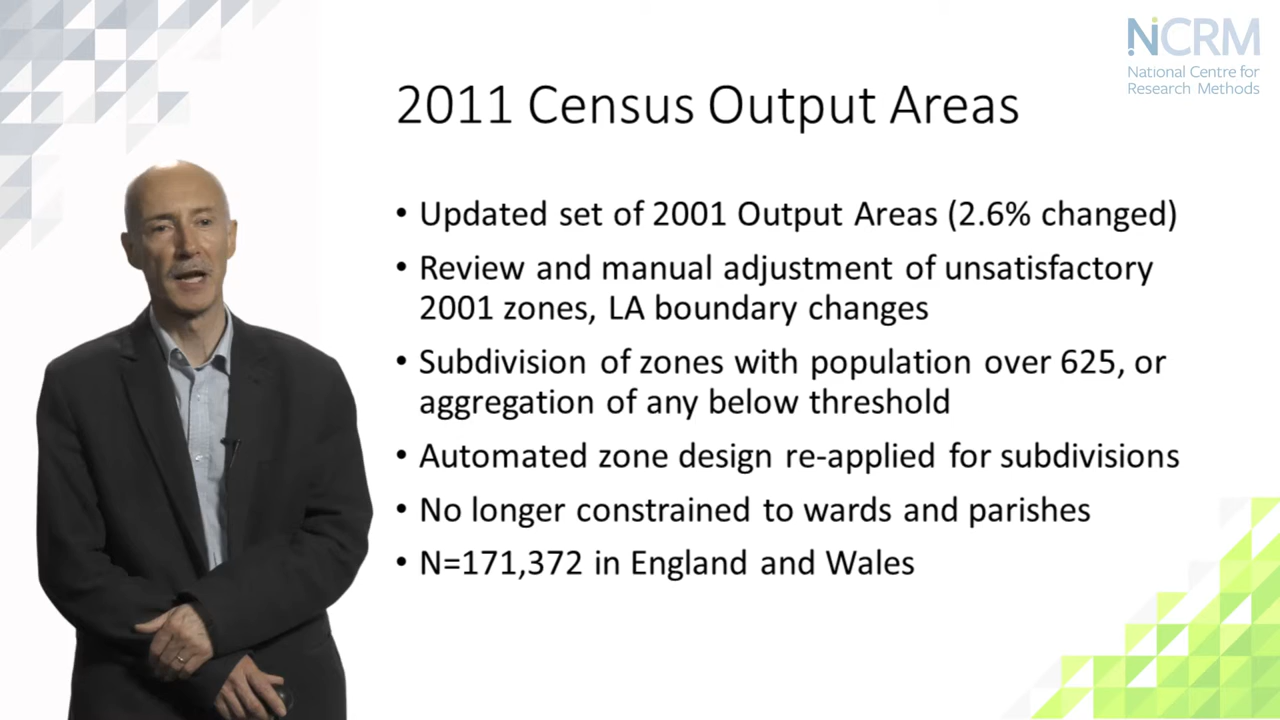 NCRM
National Centre for
Research Methods
2011 Census Output Areas
• Updated set of 2001 Output Areas (2.6% changed)
• Review and manual adjustment of unsatisfactory
2001 zones, LA boundary changes
• Subdivision of zones with population over 625, or
aggregation of any below threshold
• Automated zone design re-applied for subdivisions
• No longer constrained to wards and parishes
• N=171,372 in England and Wales